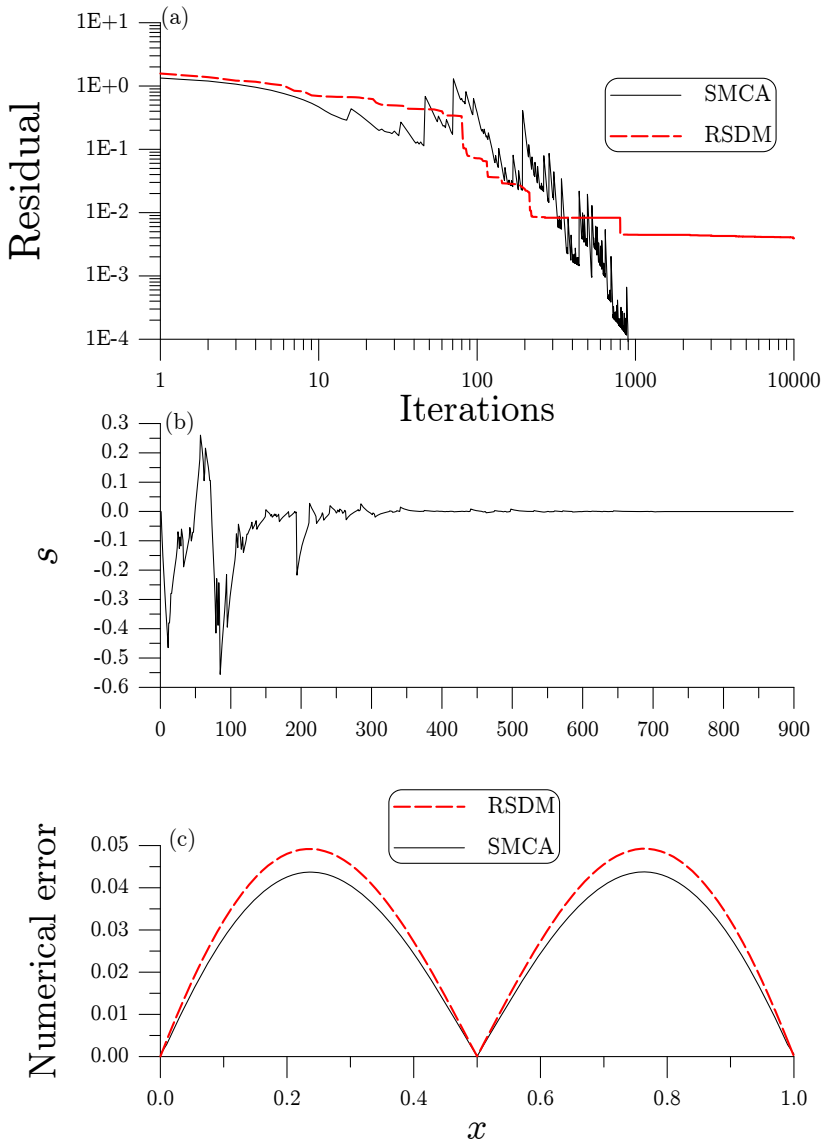 (a)
1E+1
1E+0
1E-1
1E-2
1E-3
1E-4
Residual
SMCA
RSDM
1 10 100 1000 10000
Iterations
(b)
0.3
0.2
0.1
0.0
-0.1
-0.2
-0.3
-0.4
-0.5
-0.6
s
0 100 200 300 400 500 600 700 800 900
RSDM
SMCA
(c)
0.05
0.04
0.03
0.02
0.01
0.00
Numerical error
0.0 0.2 0.4 0.6 0.8 1.0
x